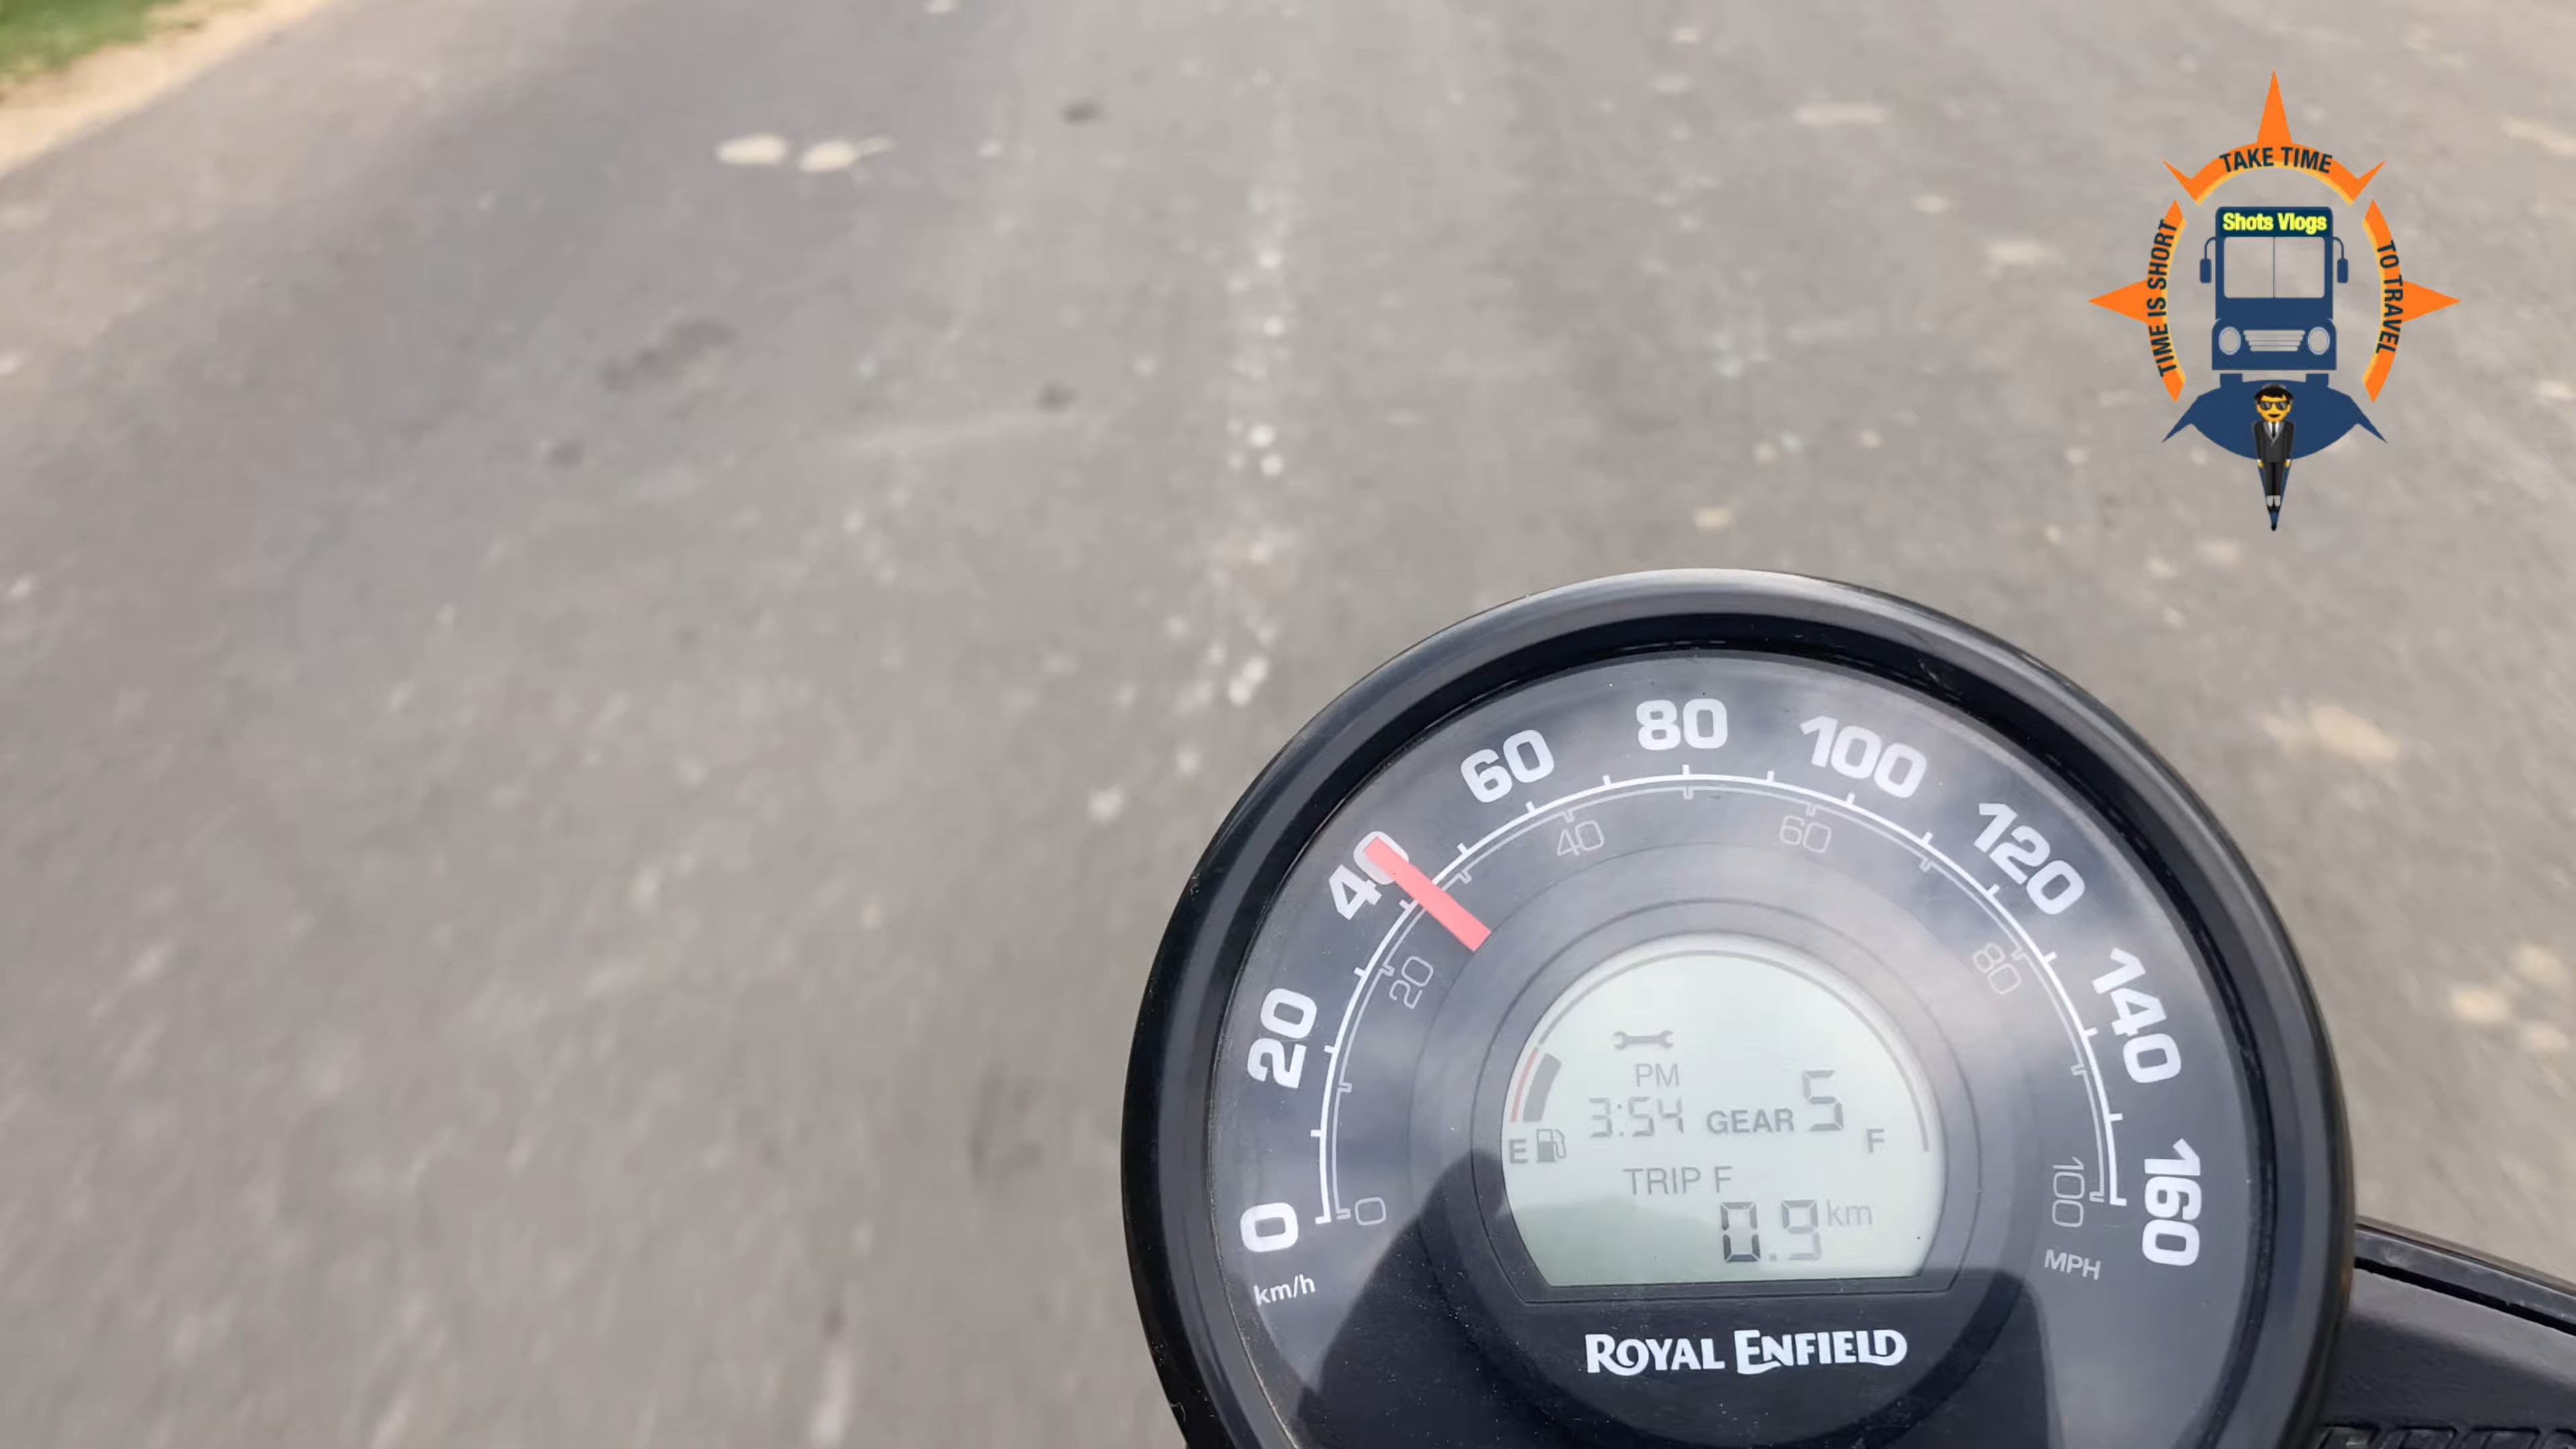 TAKE TIME
TIME IS SHORT
TO TRAVEL
Shots Vlogs
0
20
40
60
80
100
120
140
160
km/h
0
20
40
60
80
100
MPH
PM
3:54 GEAR 5
E F
TRIP F
0.9 km
ROYAL ENFIELD